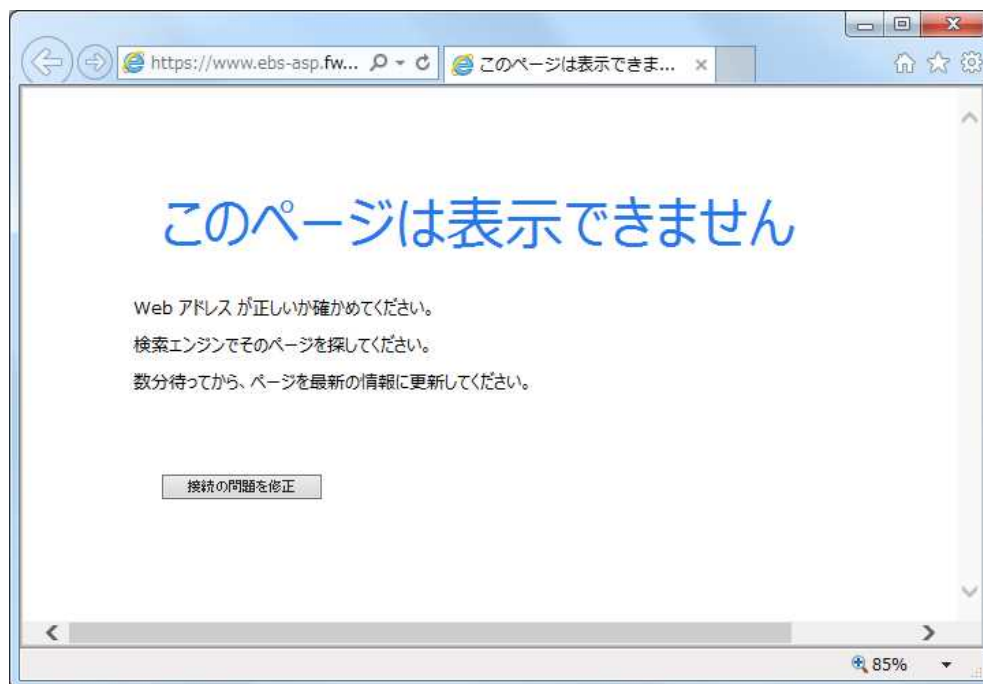 https://www.ebs-asp.fw...
このページは表示できま...
このページは表示できません
Web アドレス が正しいか確かめてください。
検索エンジンでそのページを探してください。
数分待ってから、ページを最新の情報に更新してください。
接続の問題を修正
85%